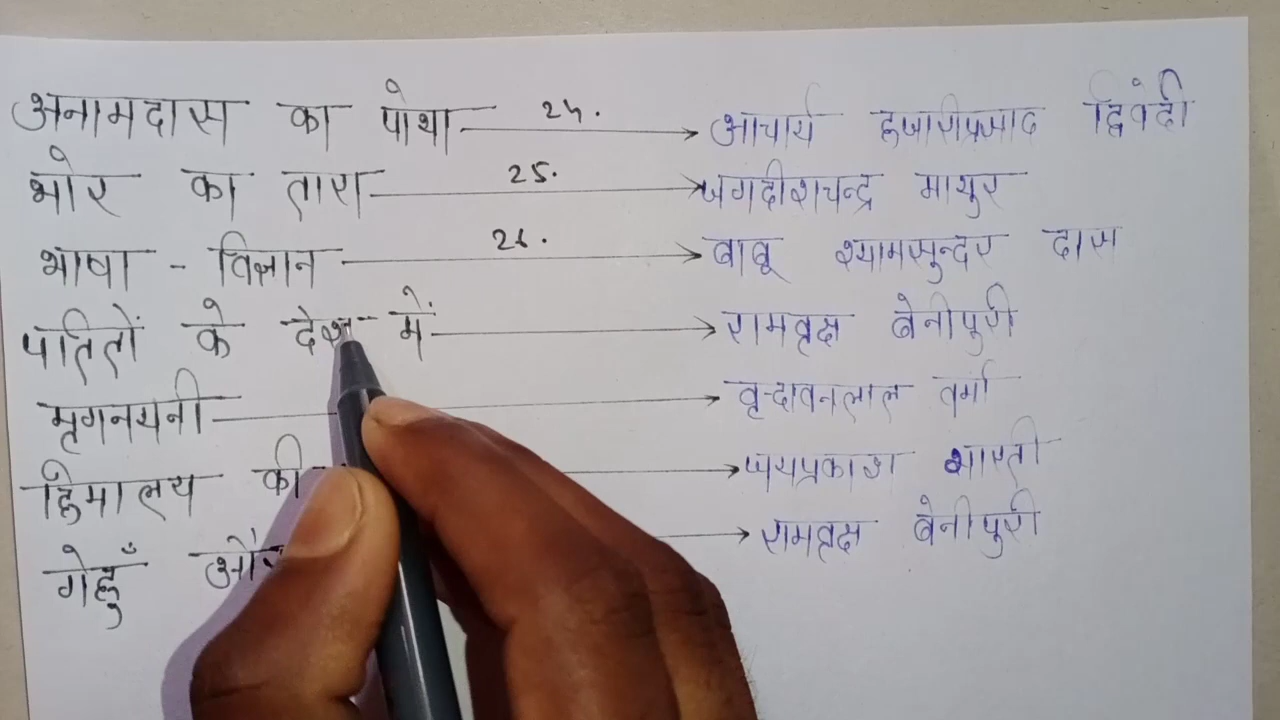 अनामदास का पोथा 24. आचार्य हजारीप्रसाद द्विवेदी
भोर का तारा 25. जगदीशचन्द्र माथुर
भाषा - विज्ञान 26. बाबू श्यामसुन्दर दास
पतितों के देश में रामवृक्ष बेनीपुरी
मृगनयनी वृन्दावनलाल वर्मा
हिमालय की जयप्रकाश भारती
गेहूँ और रामवृक्ष बेनीपुरी